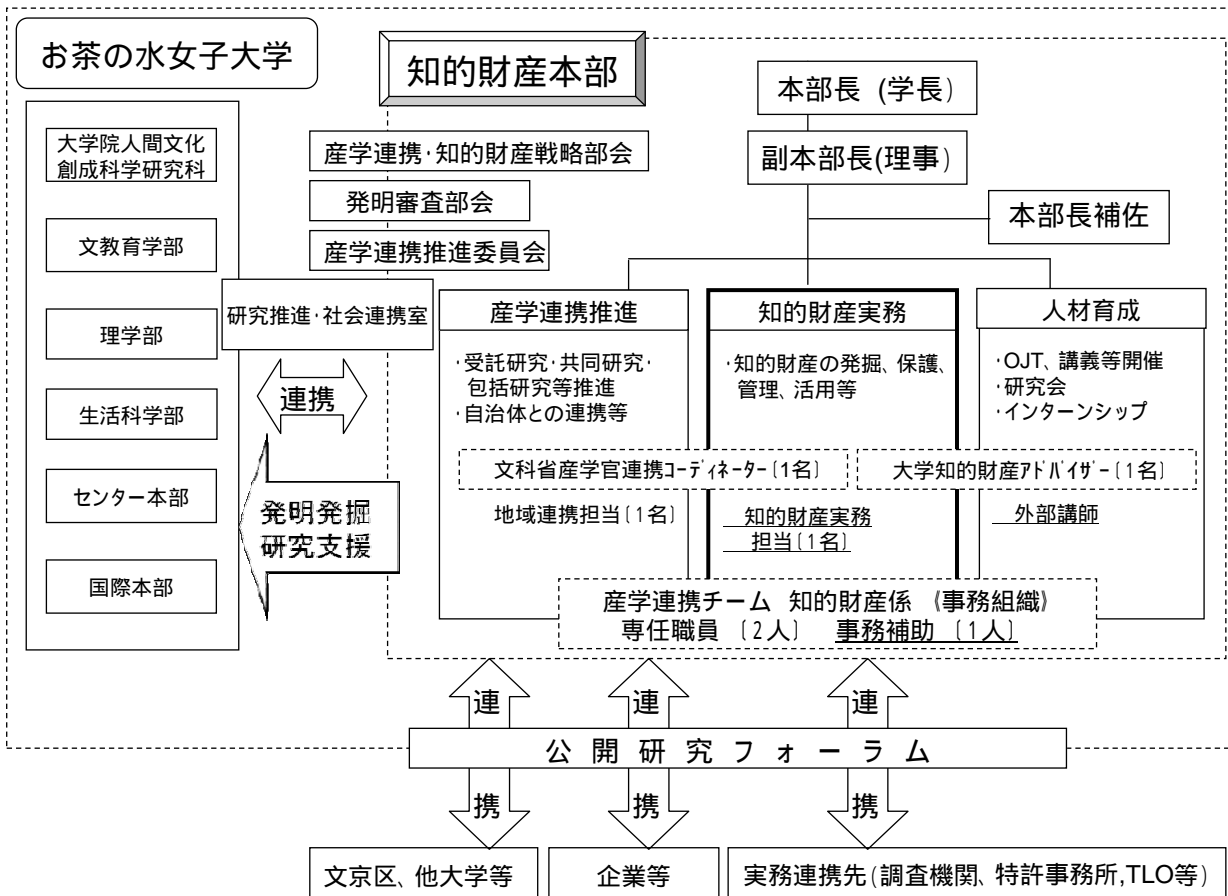 お茶の水女子大学
知的財産本部
本部長 (学長)
副本部長(理事)
本部長補佐
大学院人間文化
創成科学研究科
文教育学部
理学部
生活科学部
センター本部
国際本部
産学連携･知的財産戦略部会
発明審査部会
産学連携推進委員会
研究推進･社会連携室
連携
発明発掘
研究支援
産学連携推進
･受託研究･共同研究･
包括研究等推進
･自治体との連携等
知的財産実務
･知的財産の発掘、保護、
管理、活用等
人材育成
･OJT、講義等開催
･研究会
･インターンシップ
文科省産学官連携ｺｰﾃﾞｨﾈｰﾀｰ(1名)
大学知的財産ｱﾄﾞﾊﾞｲｻﾞｰ(1名)
地域連携担当(1名)
知的財産実務
担当(1名)
外部講師
産学連携チーム 知的財産係 《事務組織》
専任職員 (2人) 事務補助 (1人)
連
連
連
公開研究フォーラム
携
携
携
文京区、他大学等
企業等
実務連携先(調査機関、特許事務所,TLO等)